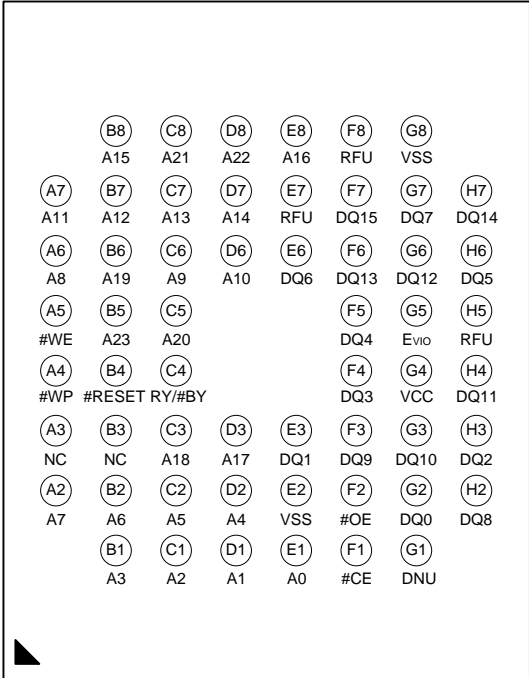 B8 C8 D8 E8 F8 G8
A15 A21 A22 A16 RFU VSS
A7 B7 C7 D7 E7 F7 G7 H7
A11 A12 A13 A14 RFU DQ15 DQ7 DQ14
A6 B6 C6 D6 E6 F6 G6 H6
A8 A19 A9 A10 DQ6 DQ13 DQ12 DQ5
A5 B5 C5 F5 G5 H5
#WE A23 A20 DQ4 EVIO RFU
A4 B4 C4 F4 G4 H4
#WP #RESET RY/#BY DQ3 VCC DQ11
A3 B3 C3 D3 E3 F3 G3 H3
NC NC A18 A17 DQ1 DQ9 DQ10 DQ2
A2 B2 C2 D2 E2 F2 G2 H2
A7 A6 A5 A4 VSS #OE DQ0 DQ8
B1 C1 D1 E1 F1 G1
A3 A2 A1 A0 #CE DNU